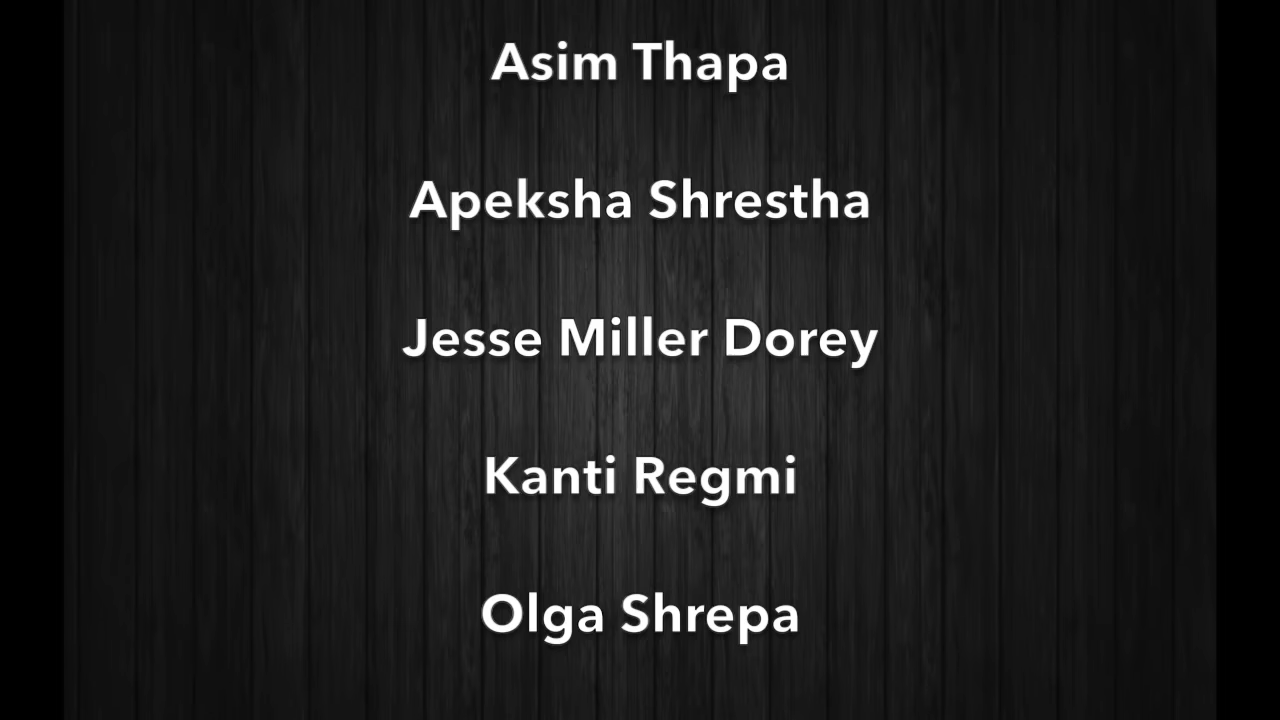 Asim Thapa
Apeksha Shrestha
Jesse Miller Dorey
Kanti Regmi
Olga Shrepa